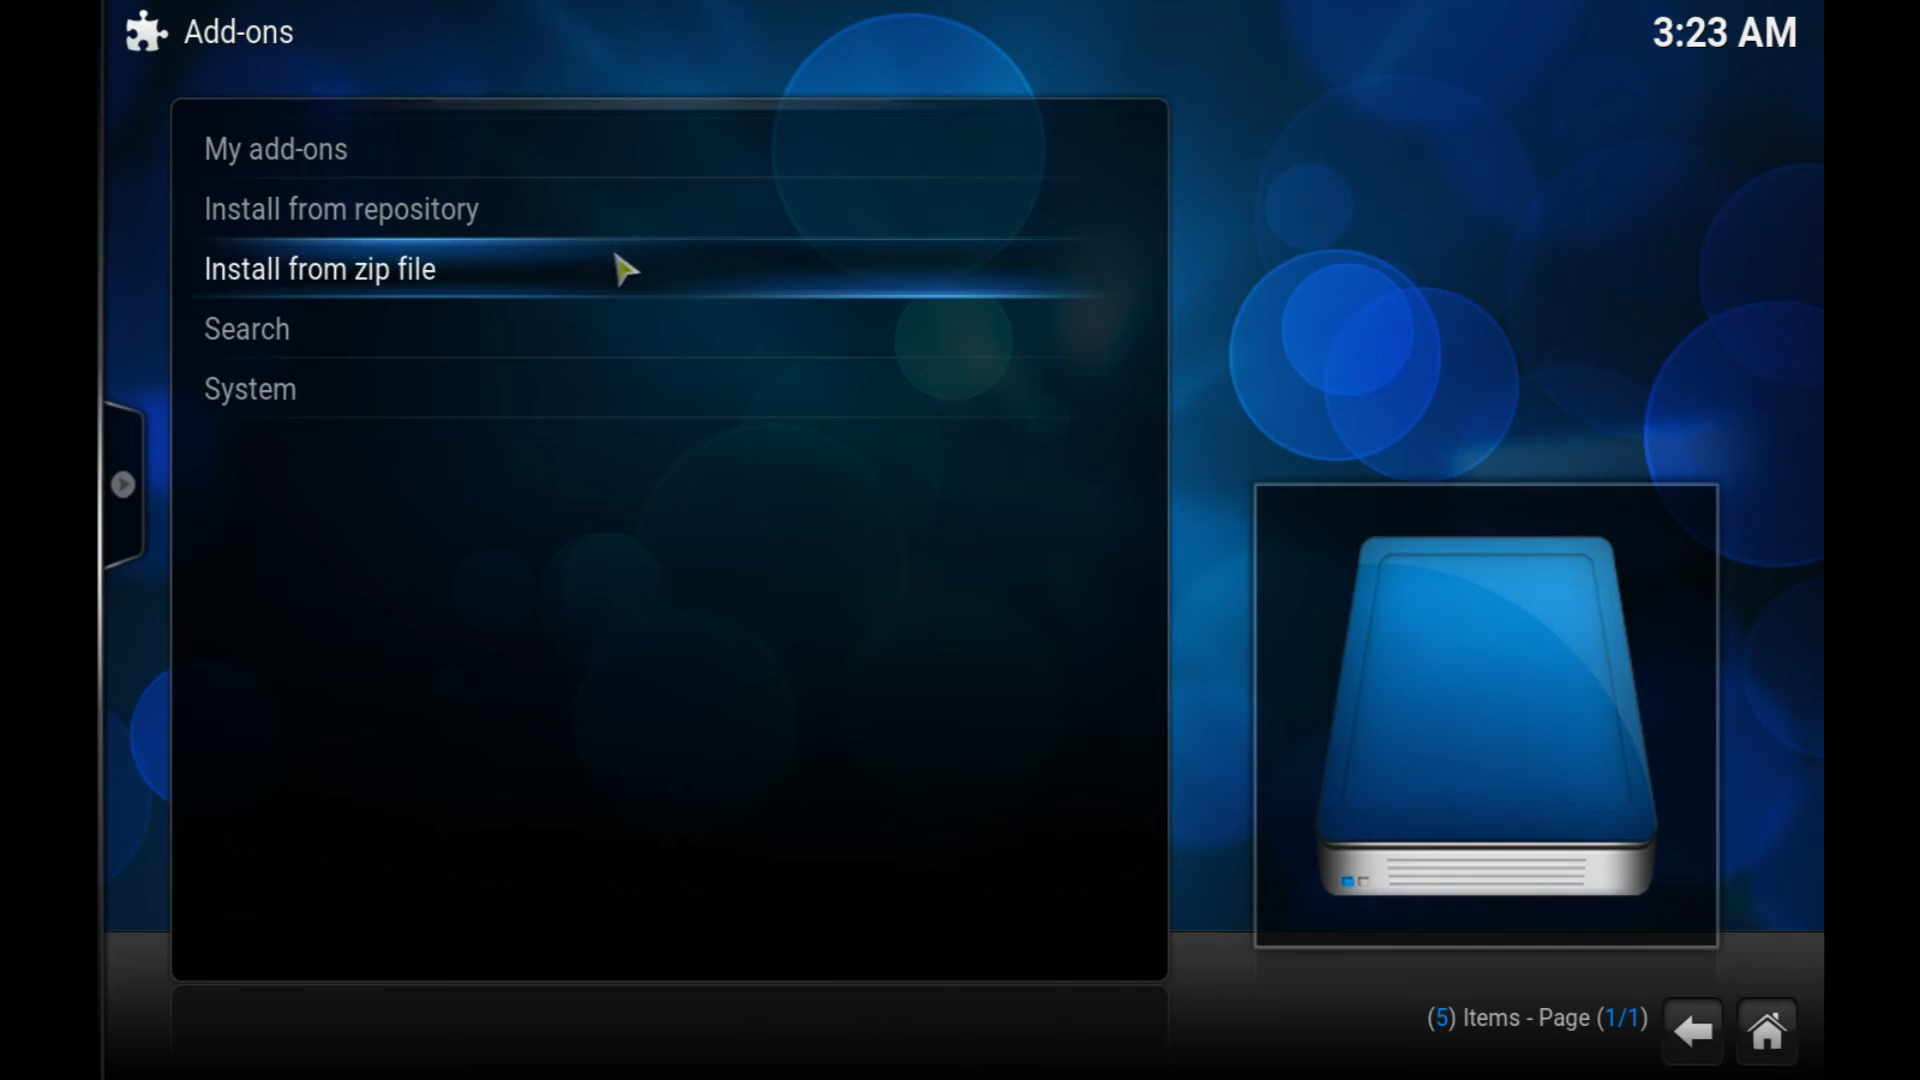 Add-ons
3:23 AM
My add-ons
Install from repository
Install from zip file
Search
System
(5) Items - Page (1/1)